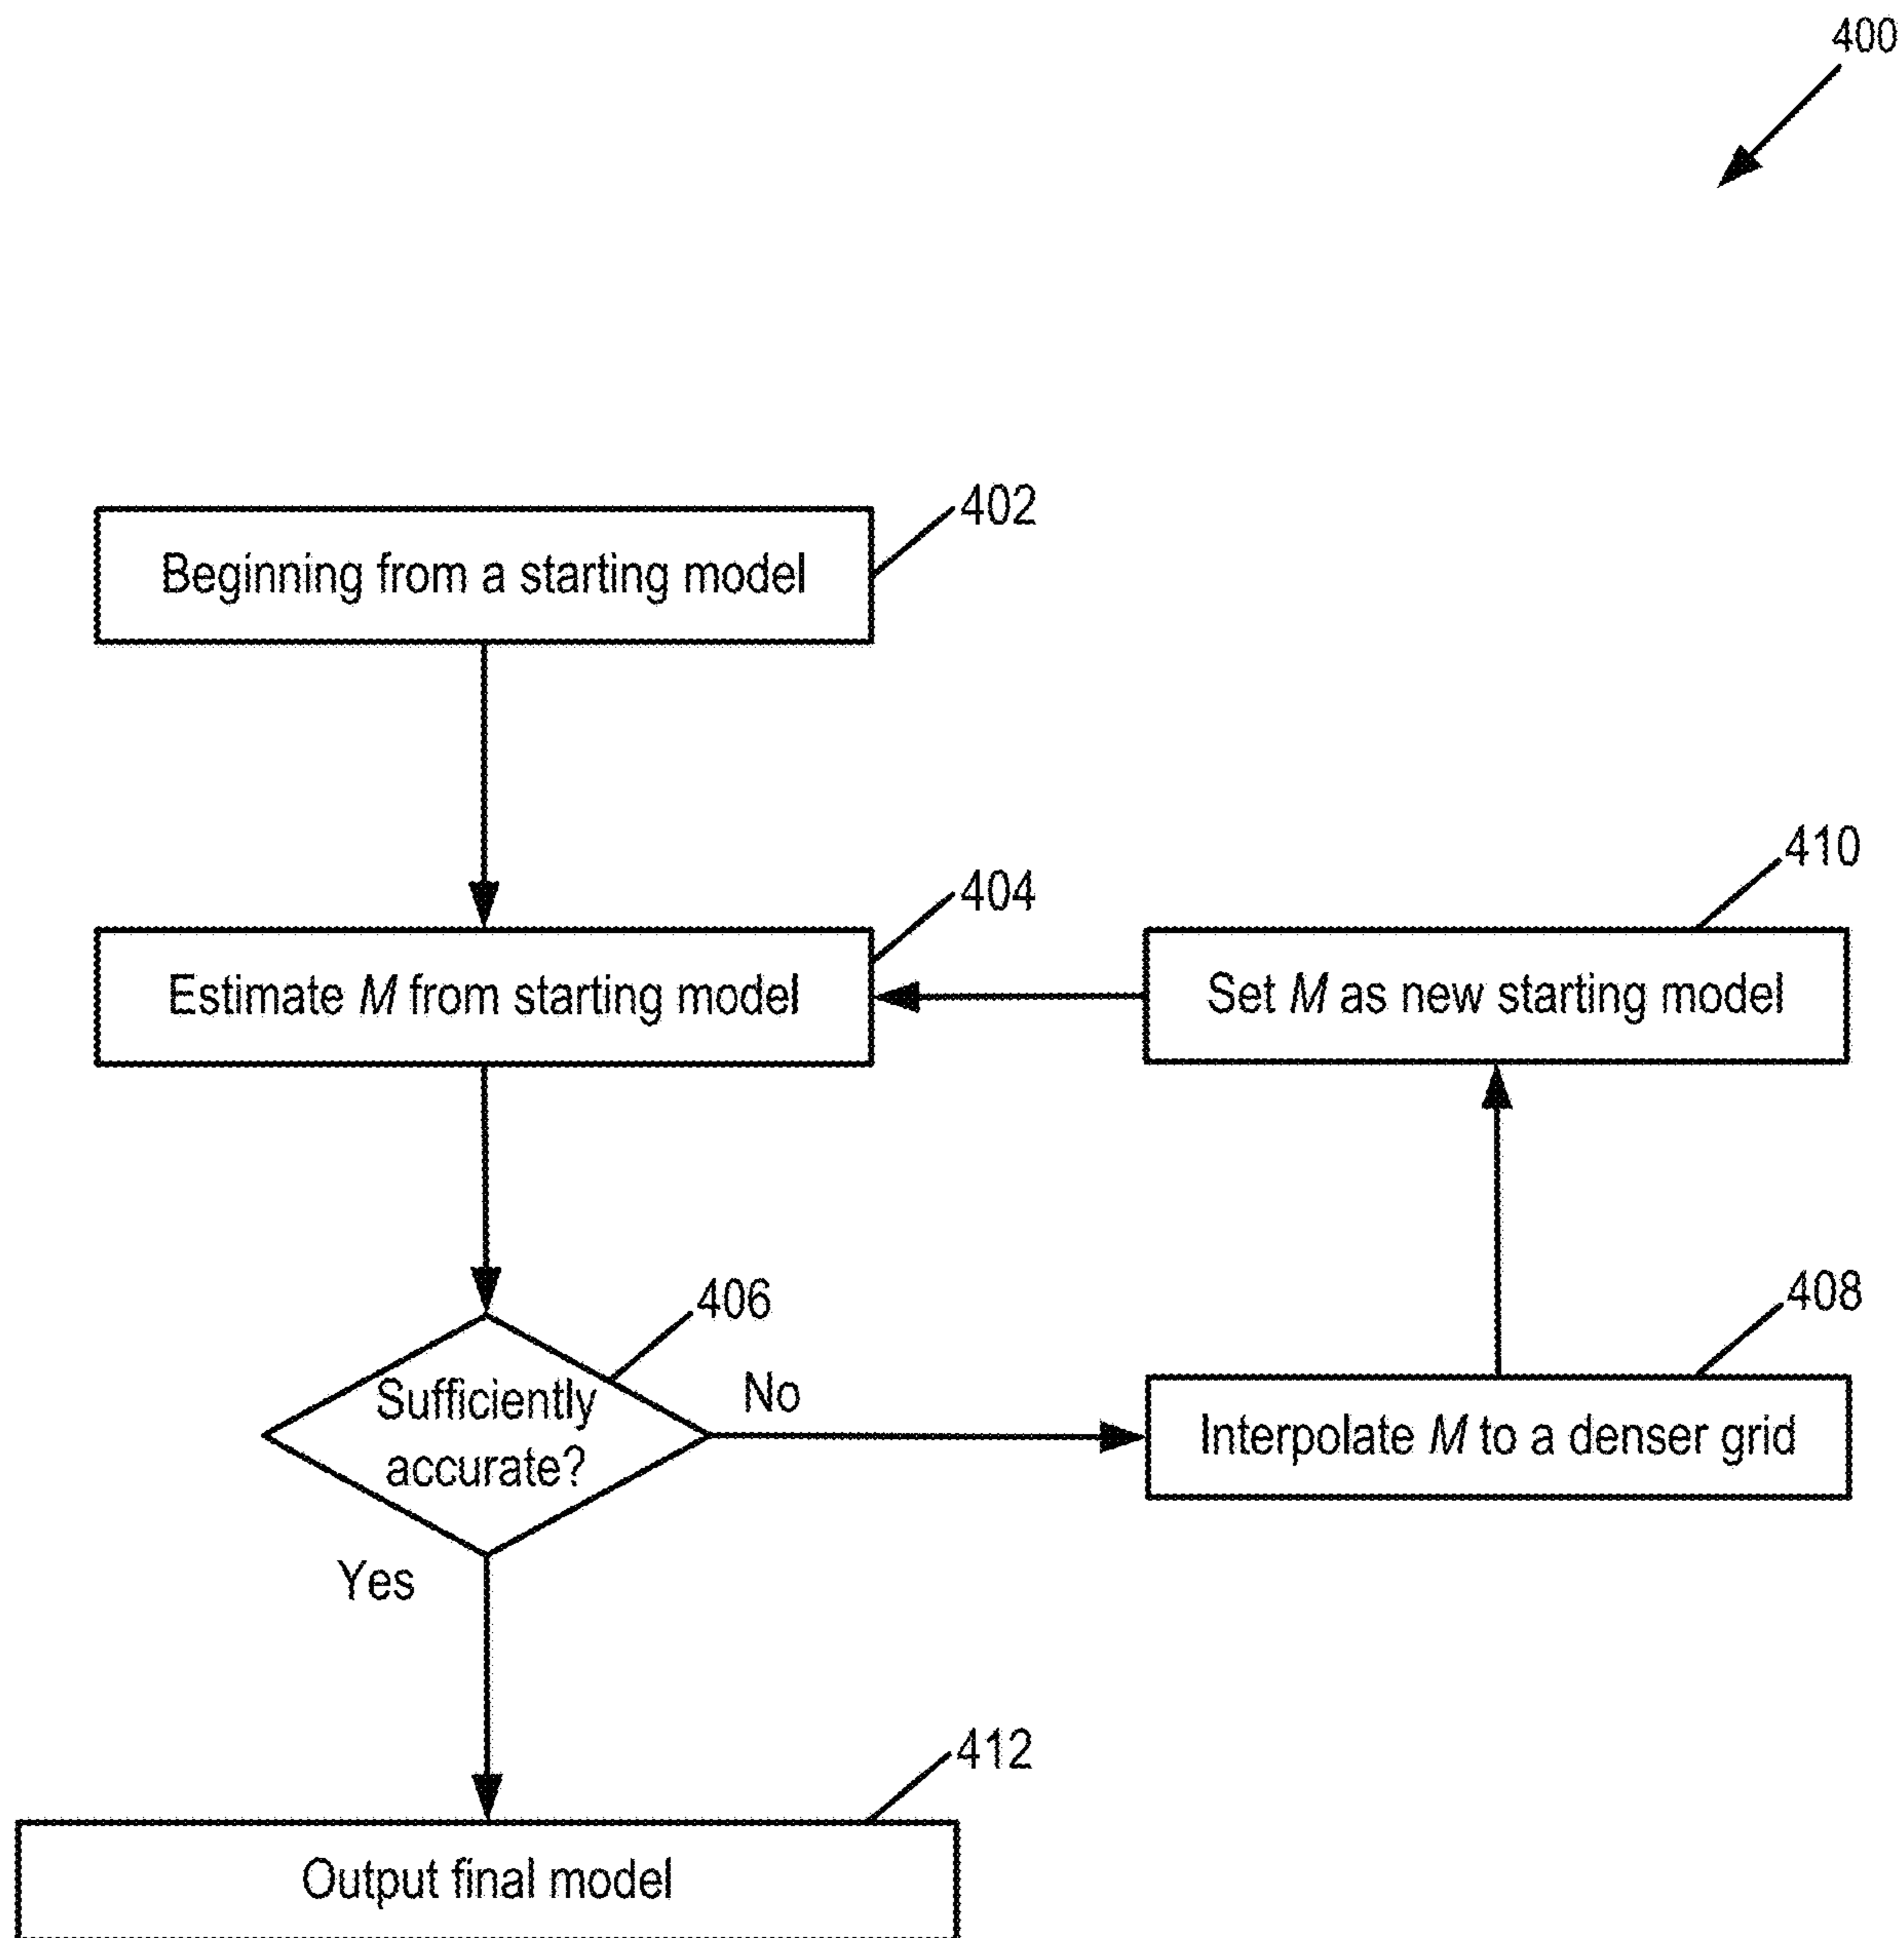 400
402
Beginning from a starting model
404
Estimate M from starting model
410
Set M as new starting model
406
Sufficiently
accurate?
No
408
Interpolate M to a denser grid
Yes
412
Output final model